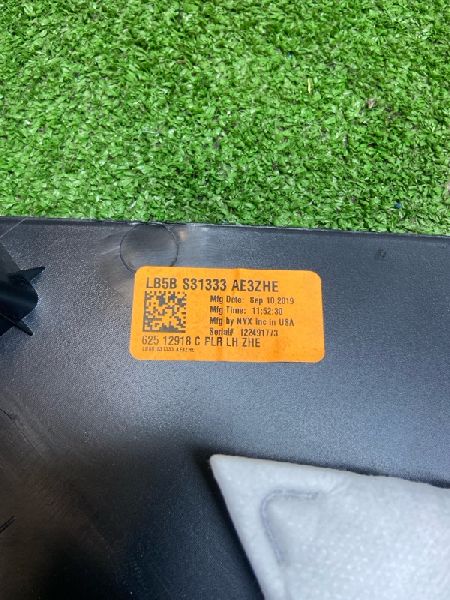 LB5B S31333 AE3ZHE
Mfg Date: Sep 10 2019
Mfg Time: 11:52:30
Mfg by NYX Inc in USA
Serial# 122491773
625 12918 C PLR LH ZHE